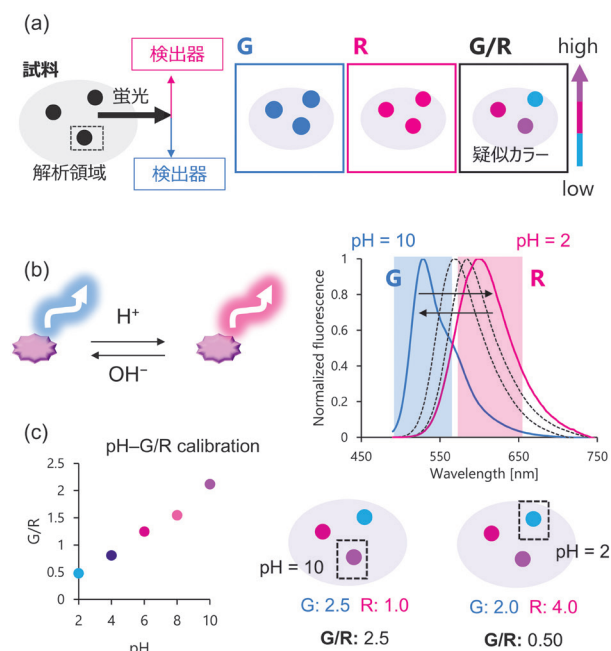 (a)
試料
検出器
蛍光
検出器
解析領域
G
R
G/R
疑似カラー
high
low
(b)
H⁺
OH⁻
pH = 10
pH = 2
G
R
Normalized fluorescence
1
0.8
0.6
0.4
0.2
0
450
550
650
750
Wavelength [nm]
(c)
pH–G/R calibration
G/R
2.5
2
1.5
1
0.5
0
2
4
6
8
10
pH
pH = 10
G: 2.5 R: 1.0
G/R: 2.5
pH = 2
G: 2.0 R: 4.0
G/R: 0.50